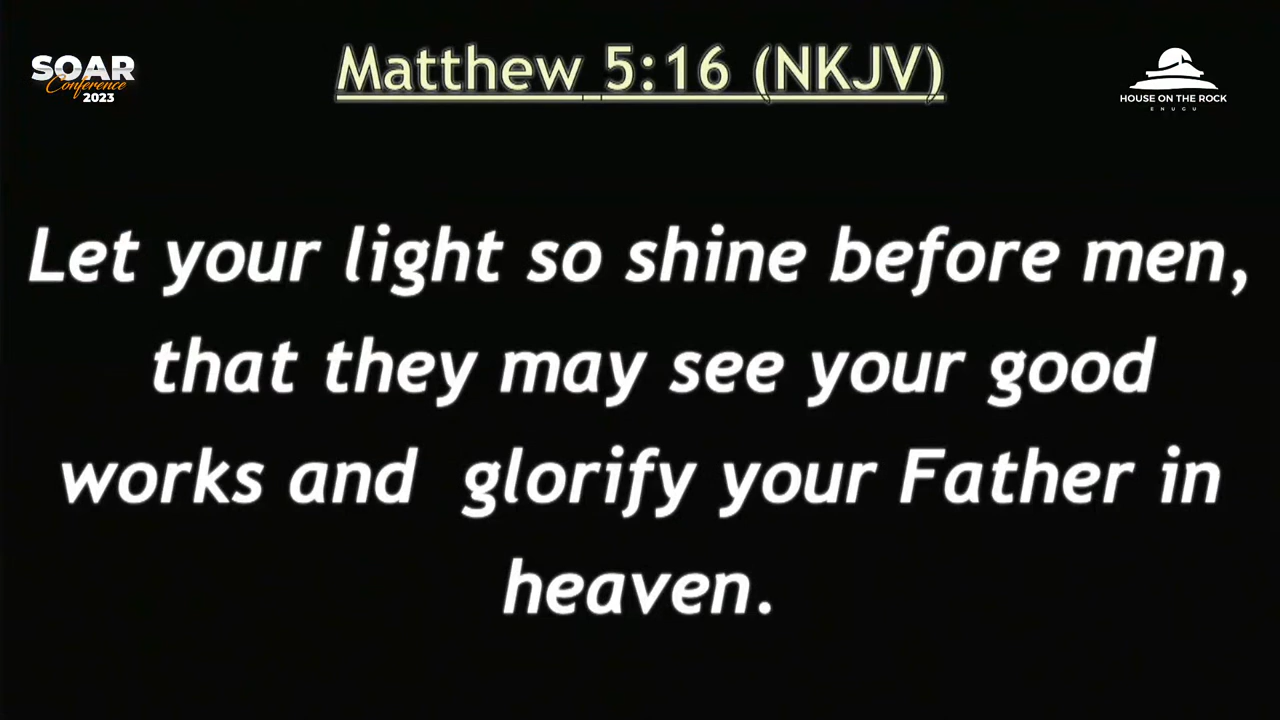 SOAR
Conference
2023
Matthew 5:16 (NKJV)
HOUSE ON THE ROCK
ENUGU
Let your light so shine before men,
that they may see your good
works and glorify your Father in
heaven.